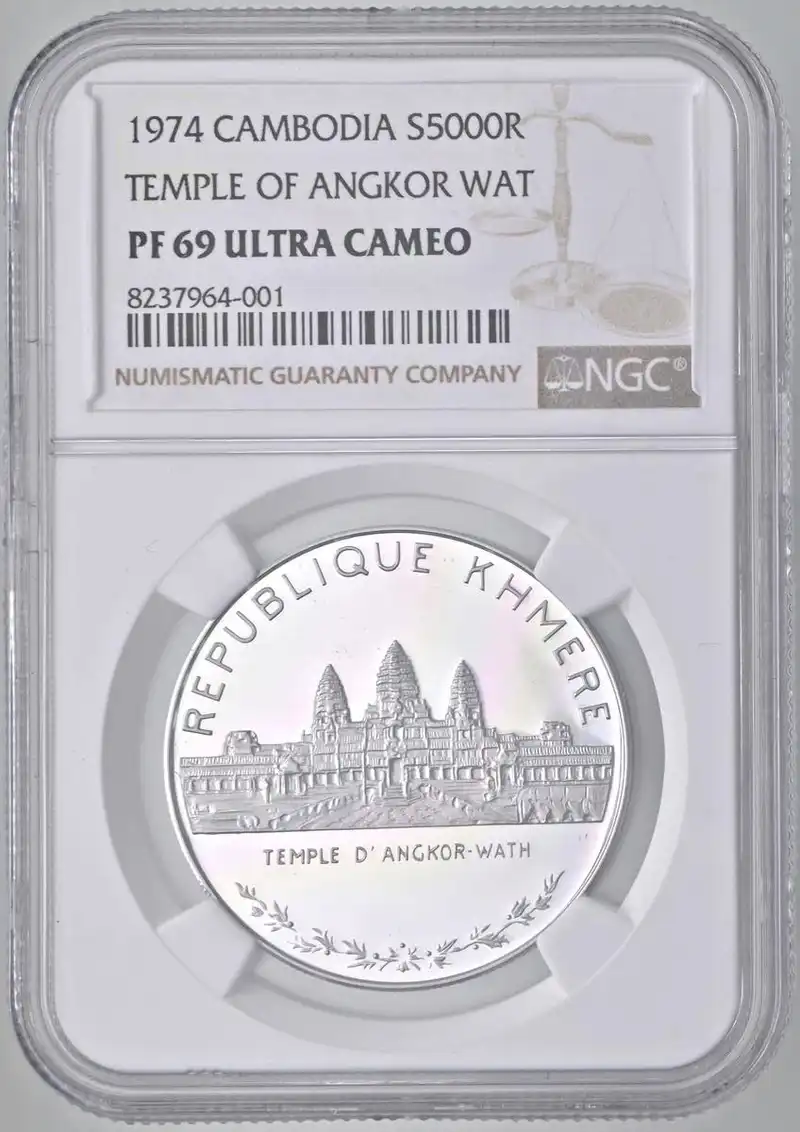 1974 CAMBODIA S5000R
TEMPLE OF ANGKOR WAT
PF 69 ULTRA CAMEO
8237964-001
NUMISMATIC GUARANTY COMPANY
NGC®
REPUBLIQUE KHMERE
TEMPLE D' ANGKOR-WATH